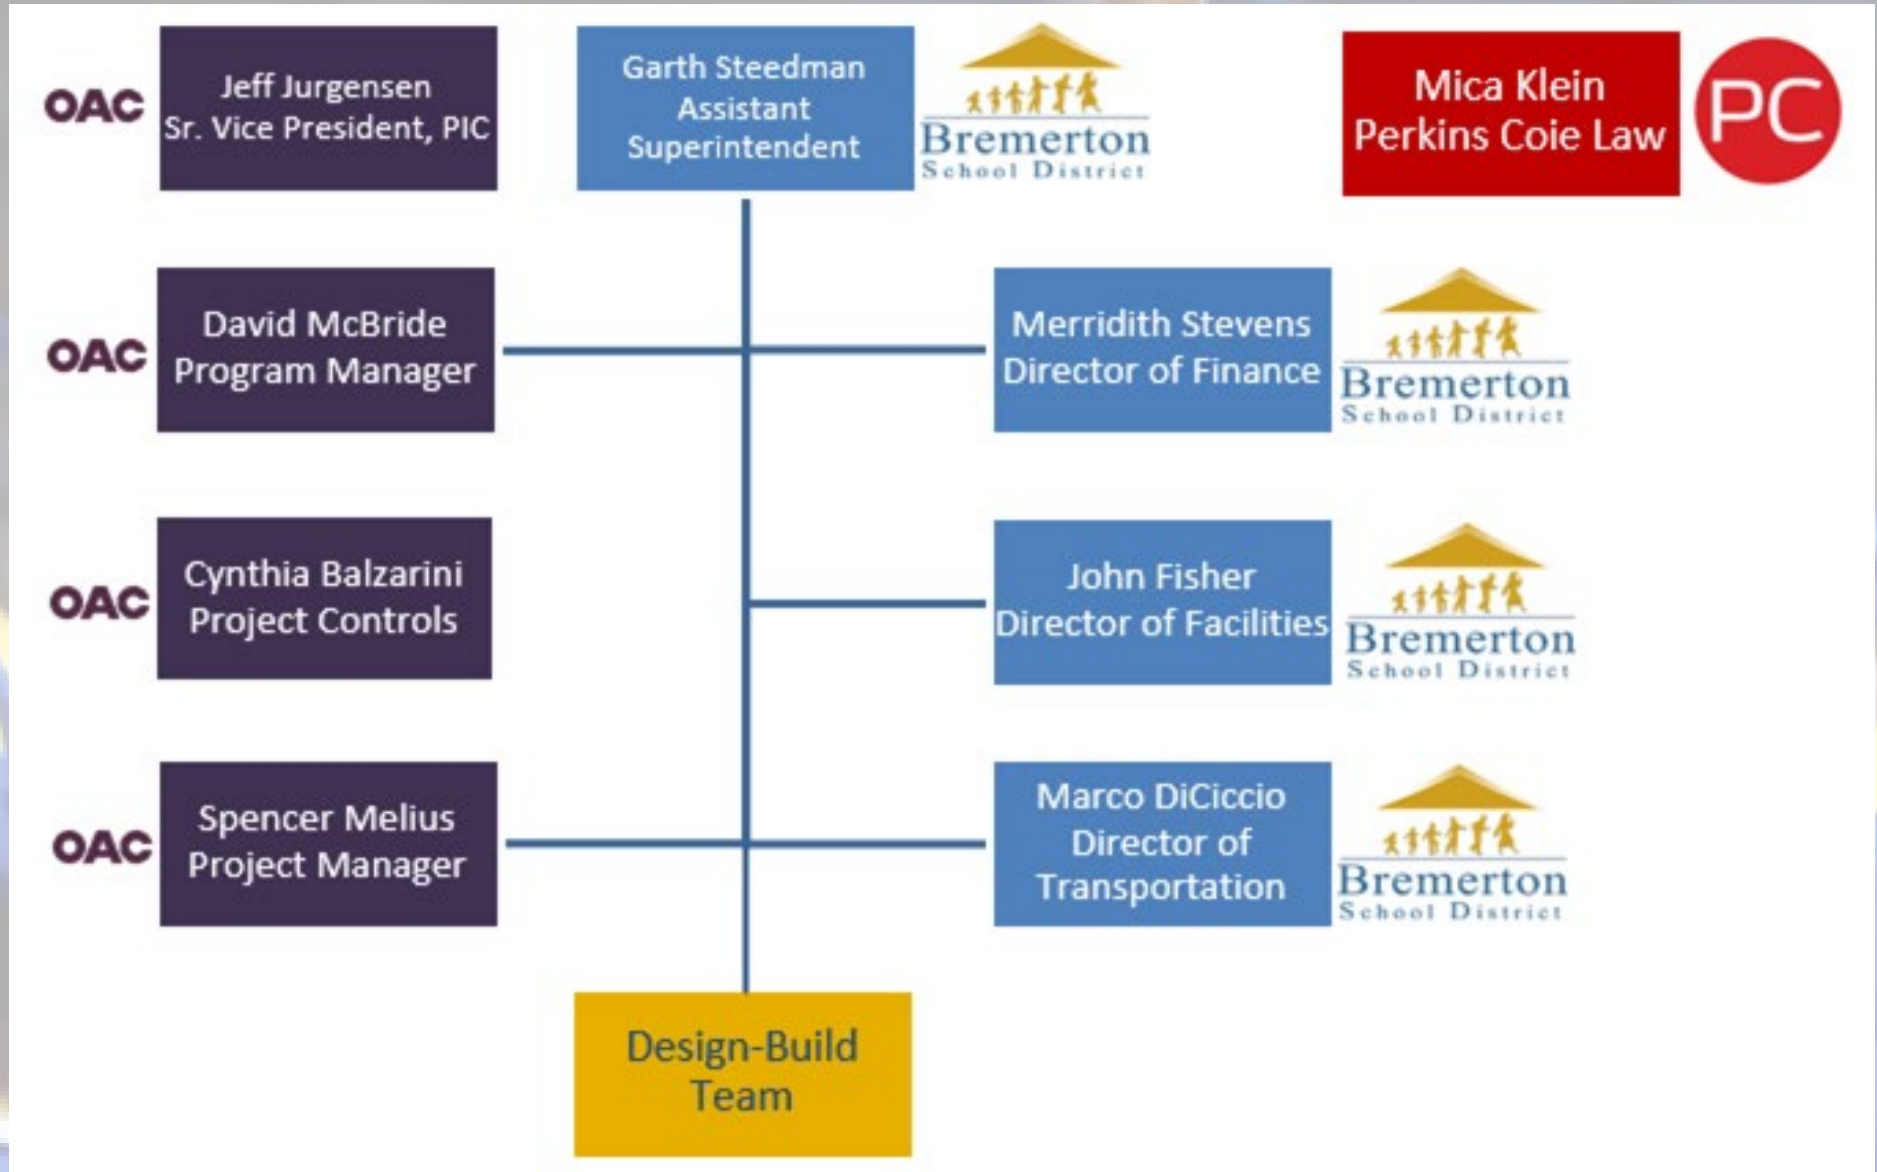 OAC
Jeff Jurgensen
Sr. Vice President, PIC
Garth Steedman
Assistant
Superintendent
Bremerton
School District
Mica Klein
Perkins Coie Law
PC
OAC
David McBride
Program Manager
Merridith Stevens
Director of Finance
Bremerton
School District
OAC
Cynthia Balzarini
Project Controls
John Fisher
Director of Facilities
Bremerton
School District
OAC
Spencer Melius
Project Manager
Marco DiCiccio
Director of
Transportation
Bremerton
School District
Design-Build
Team